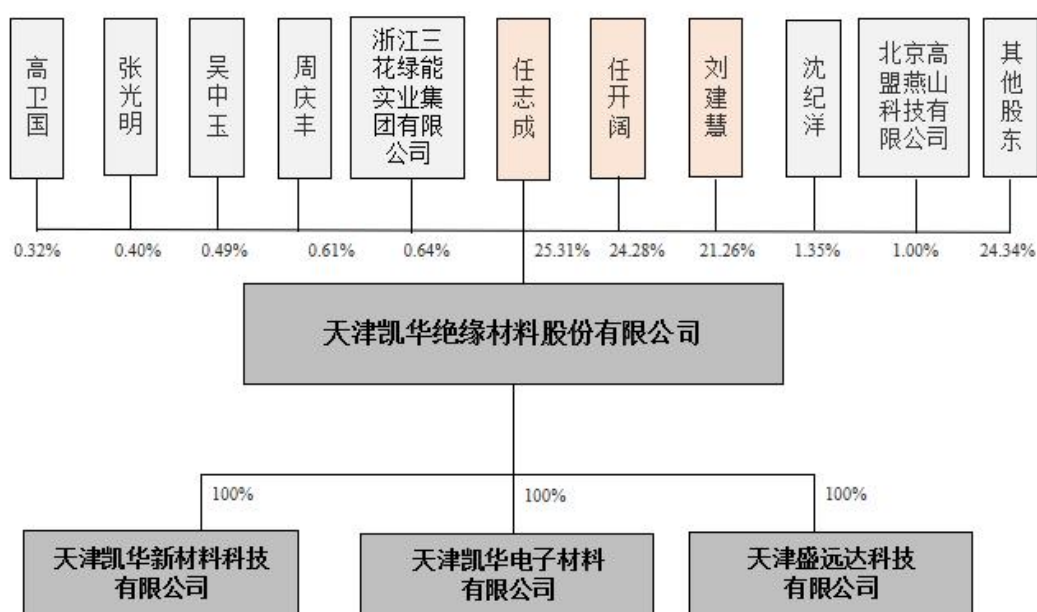 高卫国
张光明
吴中玉
周庆丰
浙江三
花绿能
实业集
团有限
公司
任志成
任开阔
刘建慧
沈纪洋
北京高
盟燕山
科技有
限公司
其他股东
0.32%
0.40%
0.49%
0.61%
0.64%
25.31%
24.28%
21.26%
1.35%
1.00%
24.34%
天津凯华绝缘材料股份有限公司
100%
100%
100%
天津凯华新材料科技
有限公司
天津凯华电子材料
有限公司
天津盛远达科技
有限公司